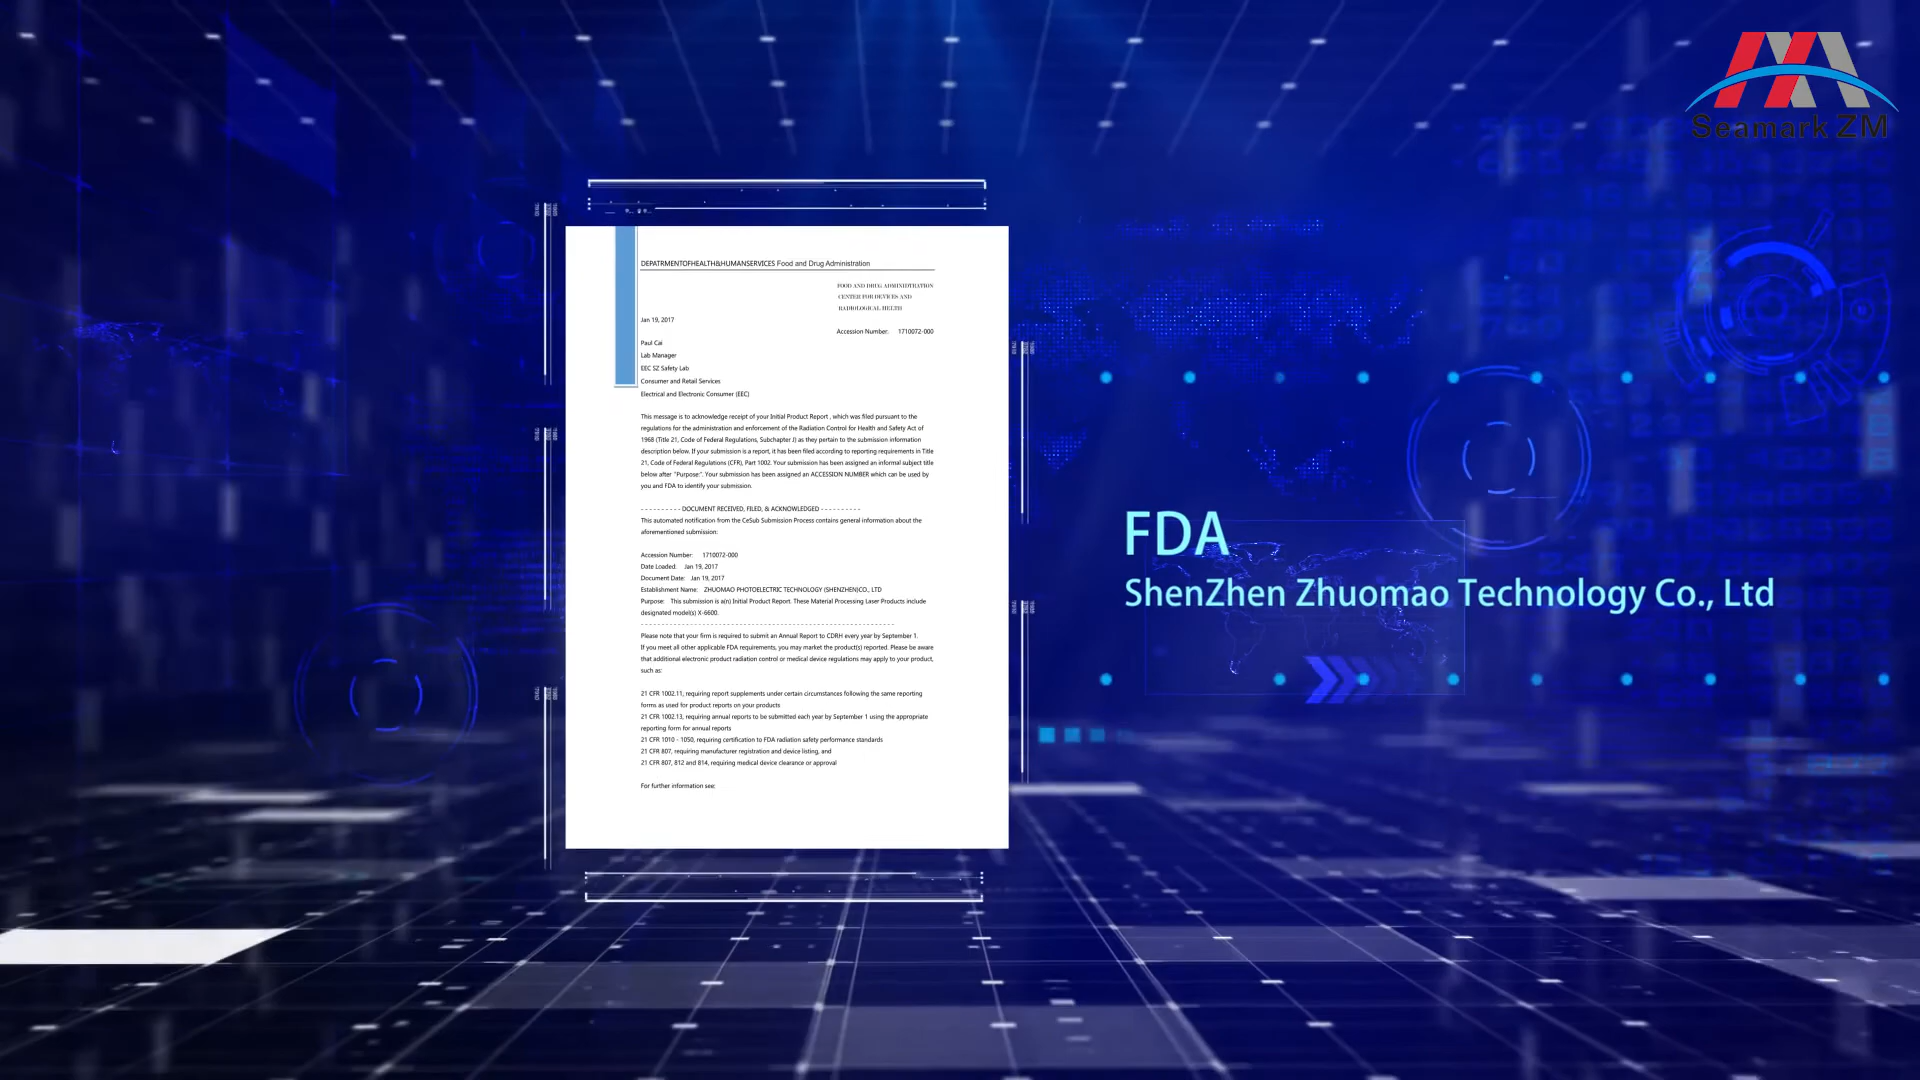 Seamark ZM
DEPATRMENTOFHEALTH&HUMANSERVICES Food and Drug Administration
FOOD AND DRUG ADMINIDTRATION
CENTER FOR DEVICES AND
RADIOLOGICAL HELTH
Jan 19, 2017
Accession Number: 1710072-000
Paul Cai
Lab Manager
EEC SZ Safety Lab
Consumer and Retail Services
Electrical and Electronic Consumer (EEC)
This message is to acknowledge receipt of your Initial Product Report , which was filed pursuant to the
regulations for the administration and enforcement of the Radiation Control for Health and Safety Act of
1968 (Title 21, Code of Federal Regulations, Subchapter J) as they pertain to the submission information
description below. If your submission is a report, it has been filed according to reporting requirements in Title
21, Code of Federal Regulations (CFR), Part 1002. Your submission has been assigned an informal subject title
below after "Purpose:". Your submission has been assigned an ACCESSION NUMBER which can be used by
you and FDA to identify your submission.
- - - - - - - - - - DOCUMENT RECEIVED, FILED, & ACKNOWLEDGED - - - - - - - - - -
This automated notification from the CeSub Submission Process contains general information about the
aforementioned submission:
Accession Number: 1710072-000
Date Loaded: Jan 19, 2017
Document Date: Jan 19, 2017
Establishment Name: ZHUOMAO PHOTOELECTRIC TECHNOLOGY (SHENZHEN)CO., LTD
Purpose: This submission is a(n) Initial Product Report. These Material Processing Laser Products include
designated model(s) X-6600.
Please note that your firm is required to submit an Annual Report to CDRH every year by September 1.
If you meet all other applicable FDA requirements, you may market the product(s) reported. Please be aware
that additional electronic product radiation control or medical device regulations may apply to your product,
such as:
21 CFR 1002.11, requiring report supplements under certain circumstances following the same reporting
forms as used for product reports on your products
21 CFR 1002.13, requiring annual reports to be submitted each year by September 1 using the appropriate
reporting form for annual reports
21 CFR 1010 - 1050, requiring certification to FDA radiation safety performance standards
21 CFR 807, requiring manufacturer registration and device listing, and
21 CFR 807, 812 and 814, requiring medical device clearance or approval
For further information see:
FDA
ShenZhen Zhuomao Technology Co., Ltd